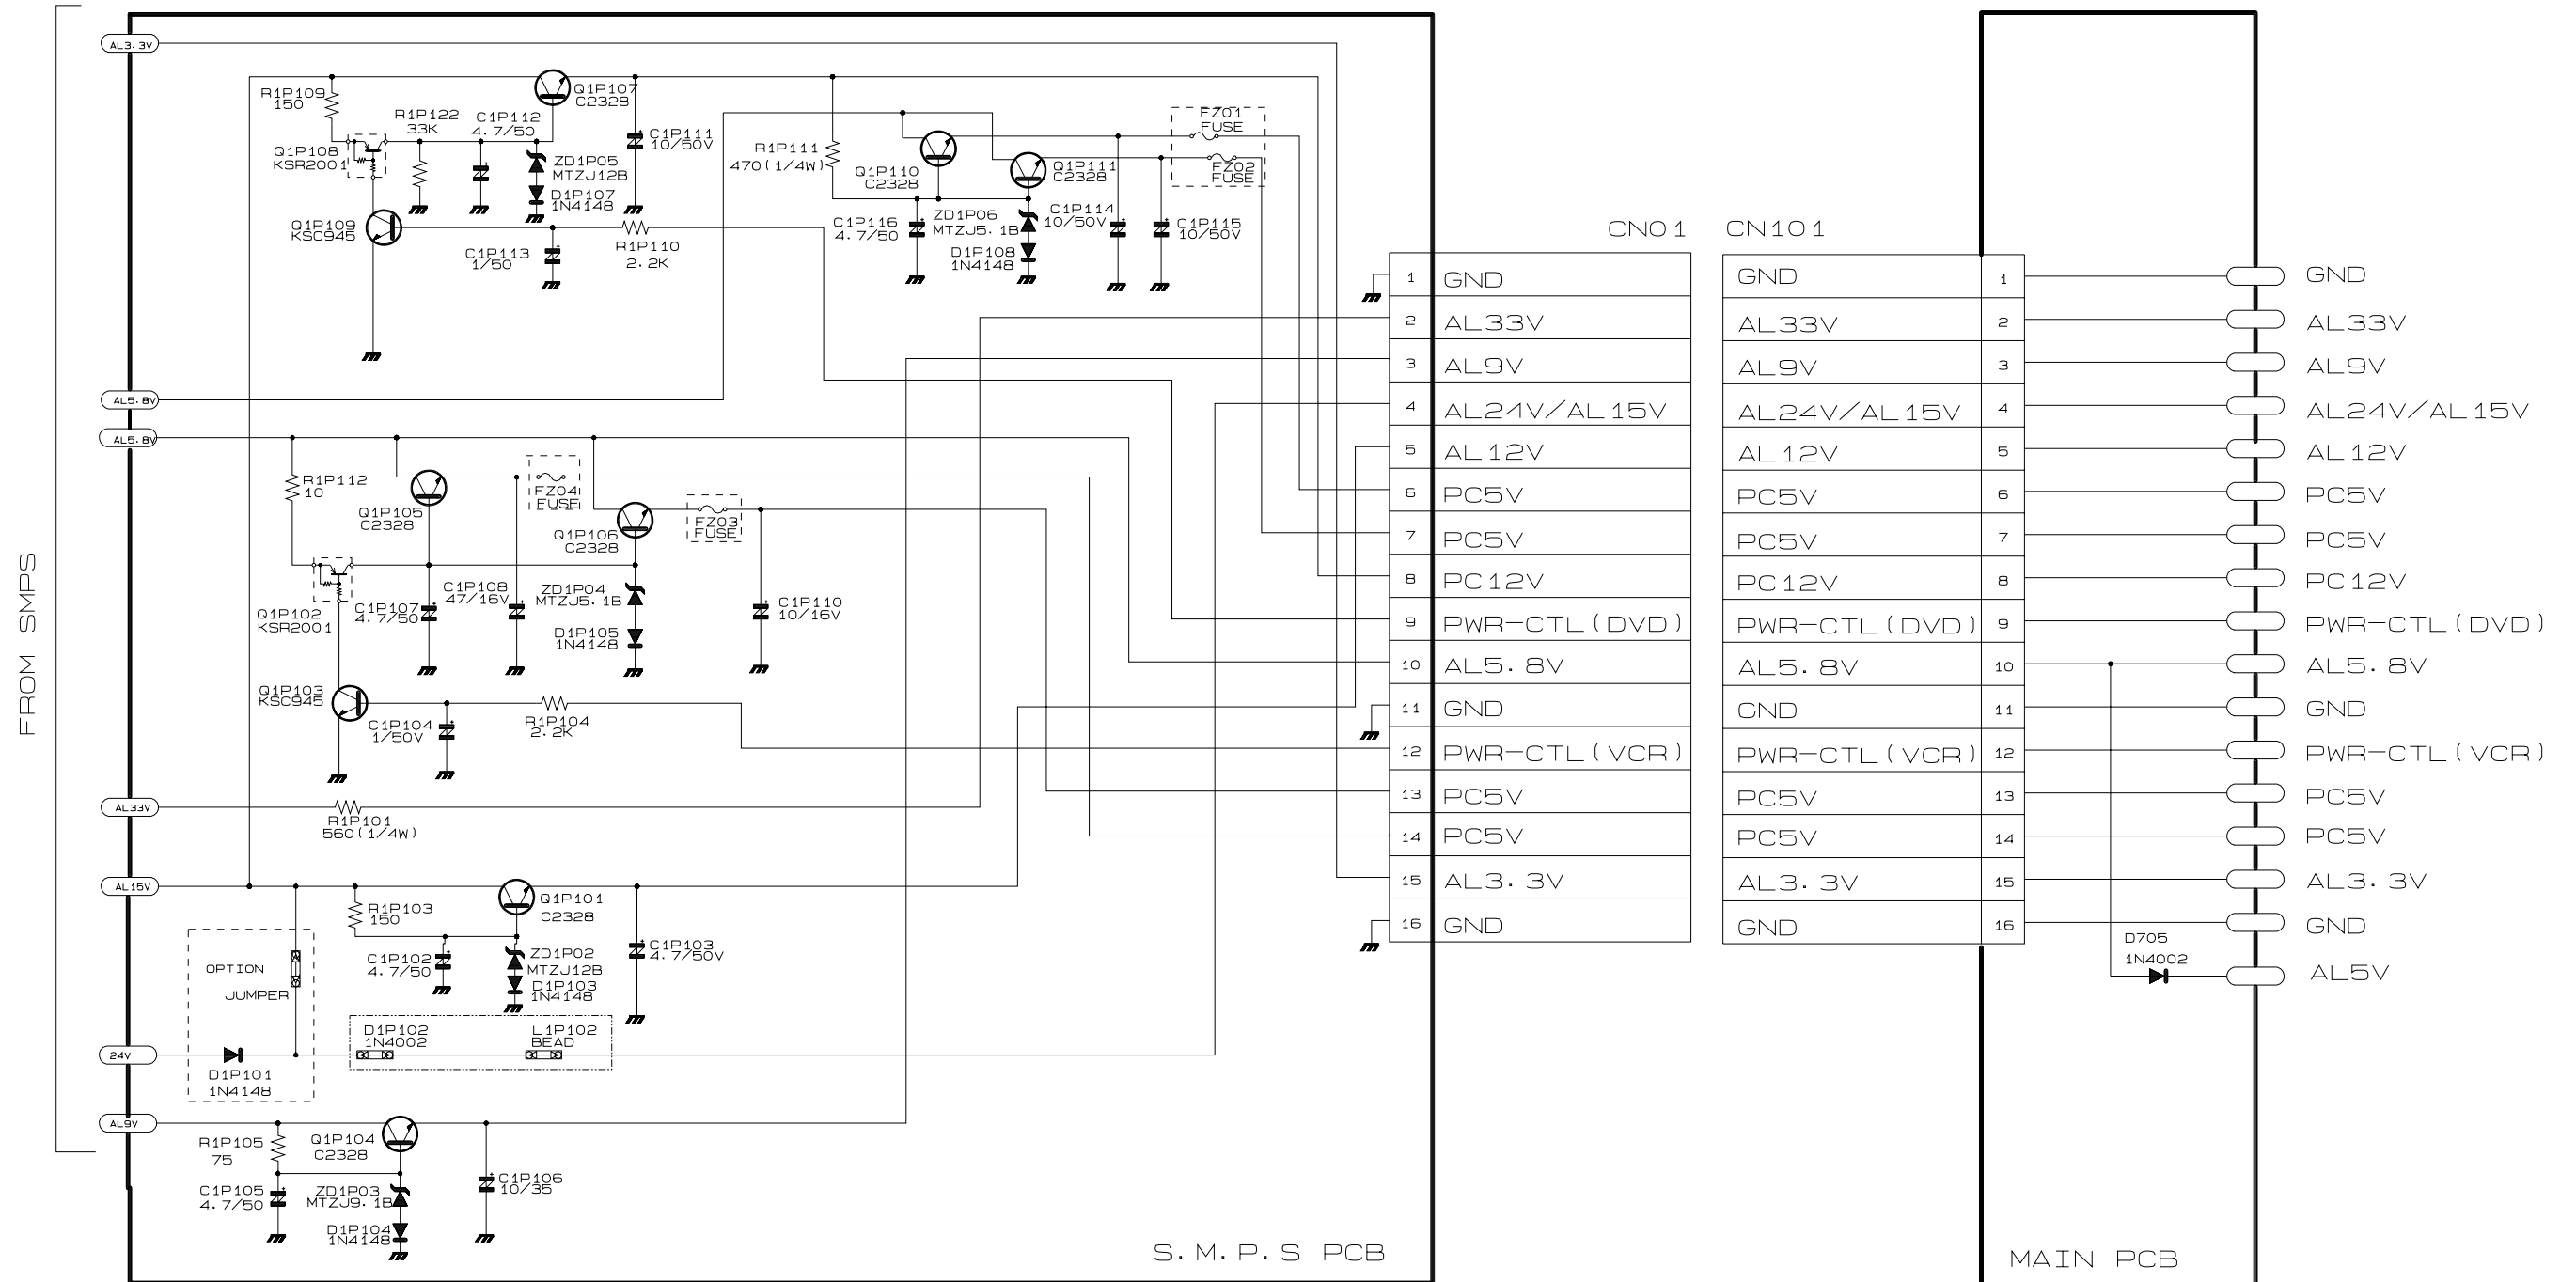 FROM SMPS
AL3.3V
R1P109
150
R1P122
33K
C1P112
4.7/50
Q1P107
C2328
C1P111
10/50V
Q1P108
KSR2001
ZD1P05
MTZJ12B
D1P107
1N4148
Q1P109
KSC945
C1P113
1/50
R1P110
2.2K
R1P111
470(1/4W)
Q1P110
C2328
Q1P111
C2328
FZ01
FUSE
FZ02
FUSE
C1P116
4.7/50
ZD1P06
MTZJ5.1B
D1P108
1N4148
C1P114
10/50V
C1P115
10/50V
AL5.8V
AL5.8V
R1P112
10
Q1P105
C2328
FZ04
FUSE
Q1P106
C2328
FZ03
FUSE
Q1P102
KSR2001
C1P107
4.7/50
C1P108
47/16V
ZD1P04
MTZJ5.1B
D1P105
1N4148
C1P110
10/16V
Q1P103
KSC945
C1P104
1/50V
R1P104
2.2K
AL33V
R1P101
560(1/4W)
AL15V
R1P103
150
Q1P101
C2328
C1P102
4.7/50
ZD1P02
MTZJ12B
D1P103
1N4148
C1P103
4.7/50V
OPTION
JUMPER
24V
D1P101
1N4148
D1P102
1N4002
L1P102
BEAD
AL9V
R1P105
75
Q1P104
C2328
C1P105
4.7/50
ZD1P03
MTZJ9.1B
D1P104
1N4148
C1P106
10/35
S.M.P.S PCB
CN01 CN101
1 GND GND 1 GND
2 AL33V AL33V 2 AL33V
3 AL9V AL9V 3 AL9V
4 AL24V/AL15V AL24V/AL15V 4 AL24V/AL15V
5 AL12V AL12V 5 AL12V
6 PC5V PC5V 6 PC5V
7 PC5V PC5V 7 PC5V
8 PC12V PC12V 8 PC12V
9 PWR-CTL(DVD) PWR-CTL(DVD) 9 PWR-CTL(DVD)
10 AL5.8V AL5.8V 10 AL5.8V
11 GND GND 11 GND
12 PWR-CTL(VCR) PWR-CTL(VCR) 12 PWR-CTL(VCR)
13 PC5V PC5V 13 PC5V
14 PC5V PC5V 14 PC5V
15 AL3.3V AL3.3V 15 AL3.3V
16 GND GND 16 GND
D705
1N4002
AL5V
MAIN PCB